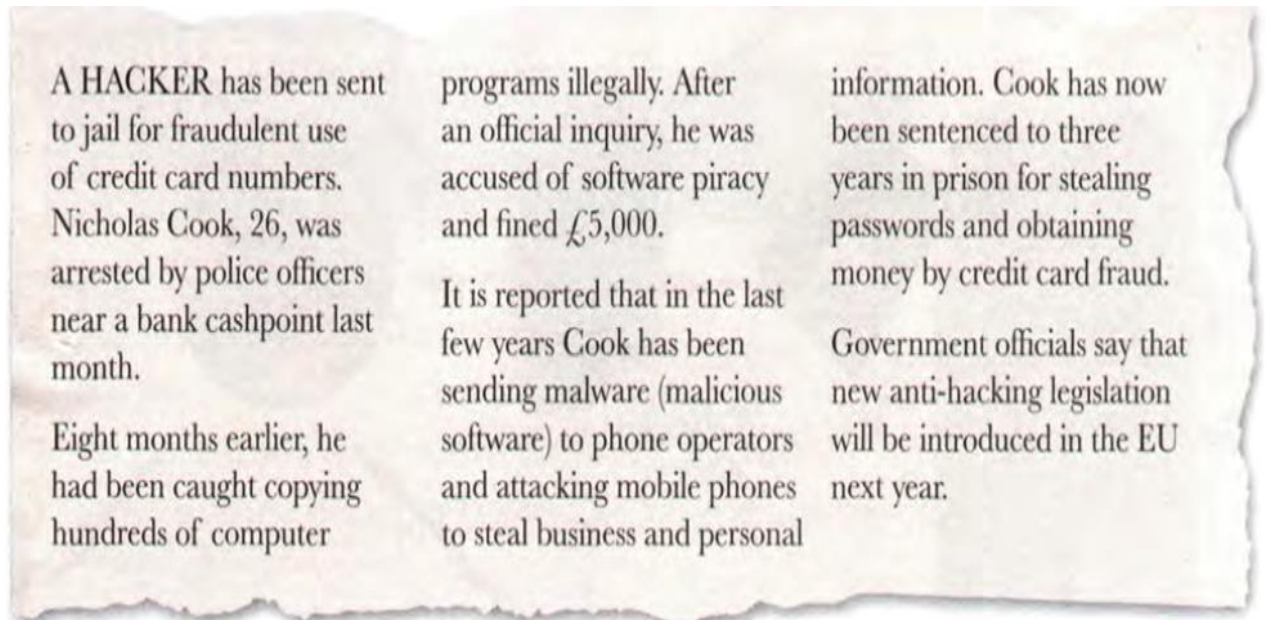 A HACKER has been sent
to jail for fraudulent use
of credit card numbers.
Nicholas Cook, 26, was
arrested by police officers
near a bank cashpoint last
month.
Eight months earlier, he
had been caught copying
hundreds of computer
programs illegally. After
an official inquiry, he was
accused of software piracy
and fined £5,000.
It is reported that in the last
few years Cook has been
sending malware (malicious
software) to phone operators
and attacking mobile phones
to steal business and personal
information. Cook has now
been sentenced to three
years in prison for stealing
passwords and obtaining
money by credit card fraud.
Government officials say that
new anti-hacking legislation
will be introduced in the EU
next year.